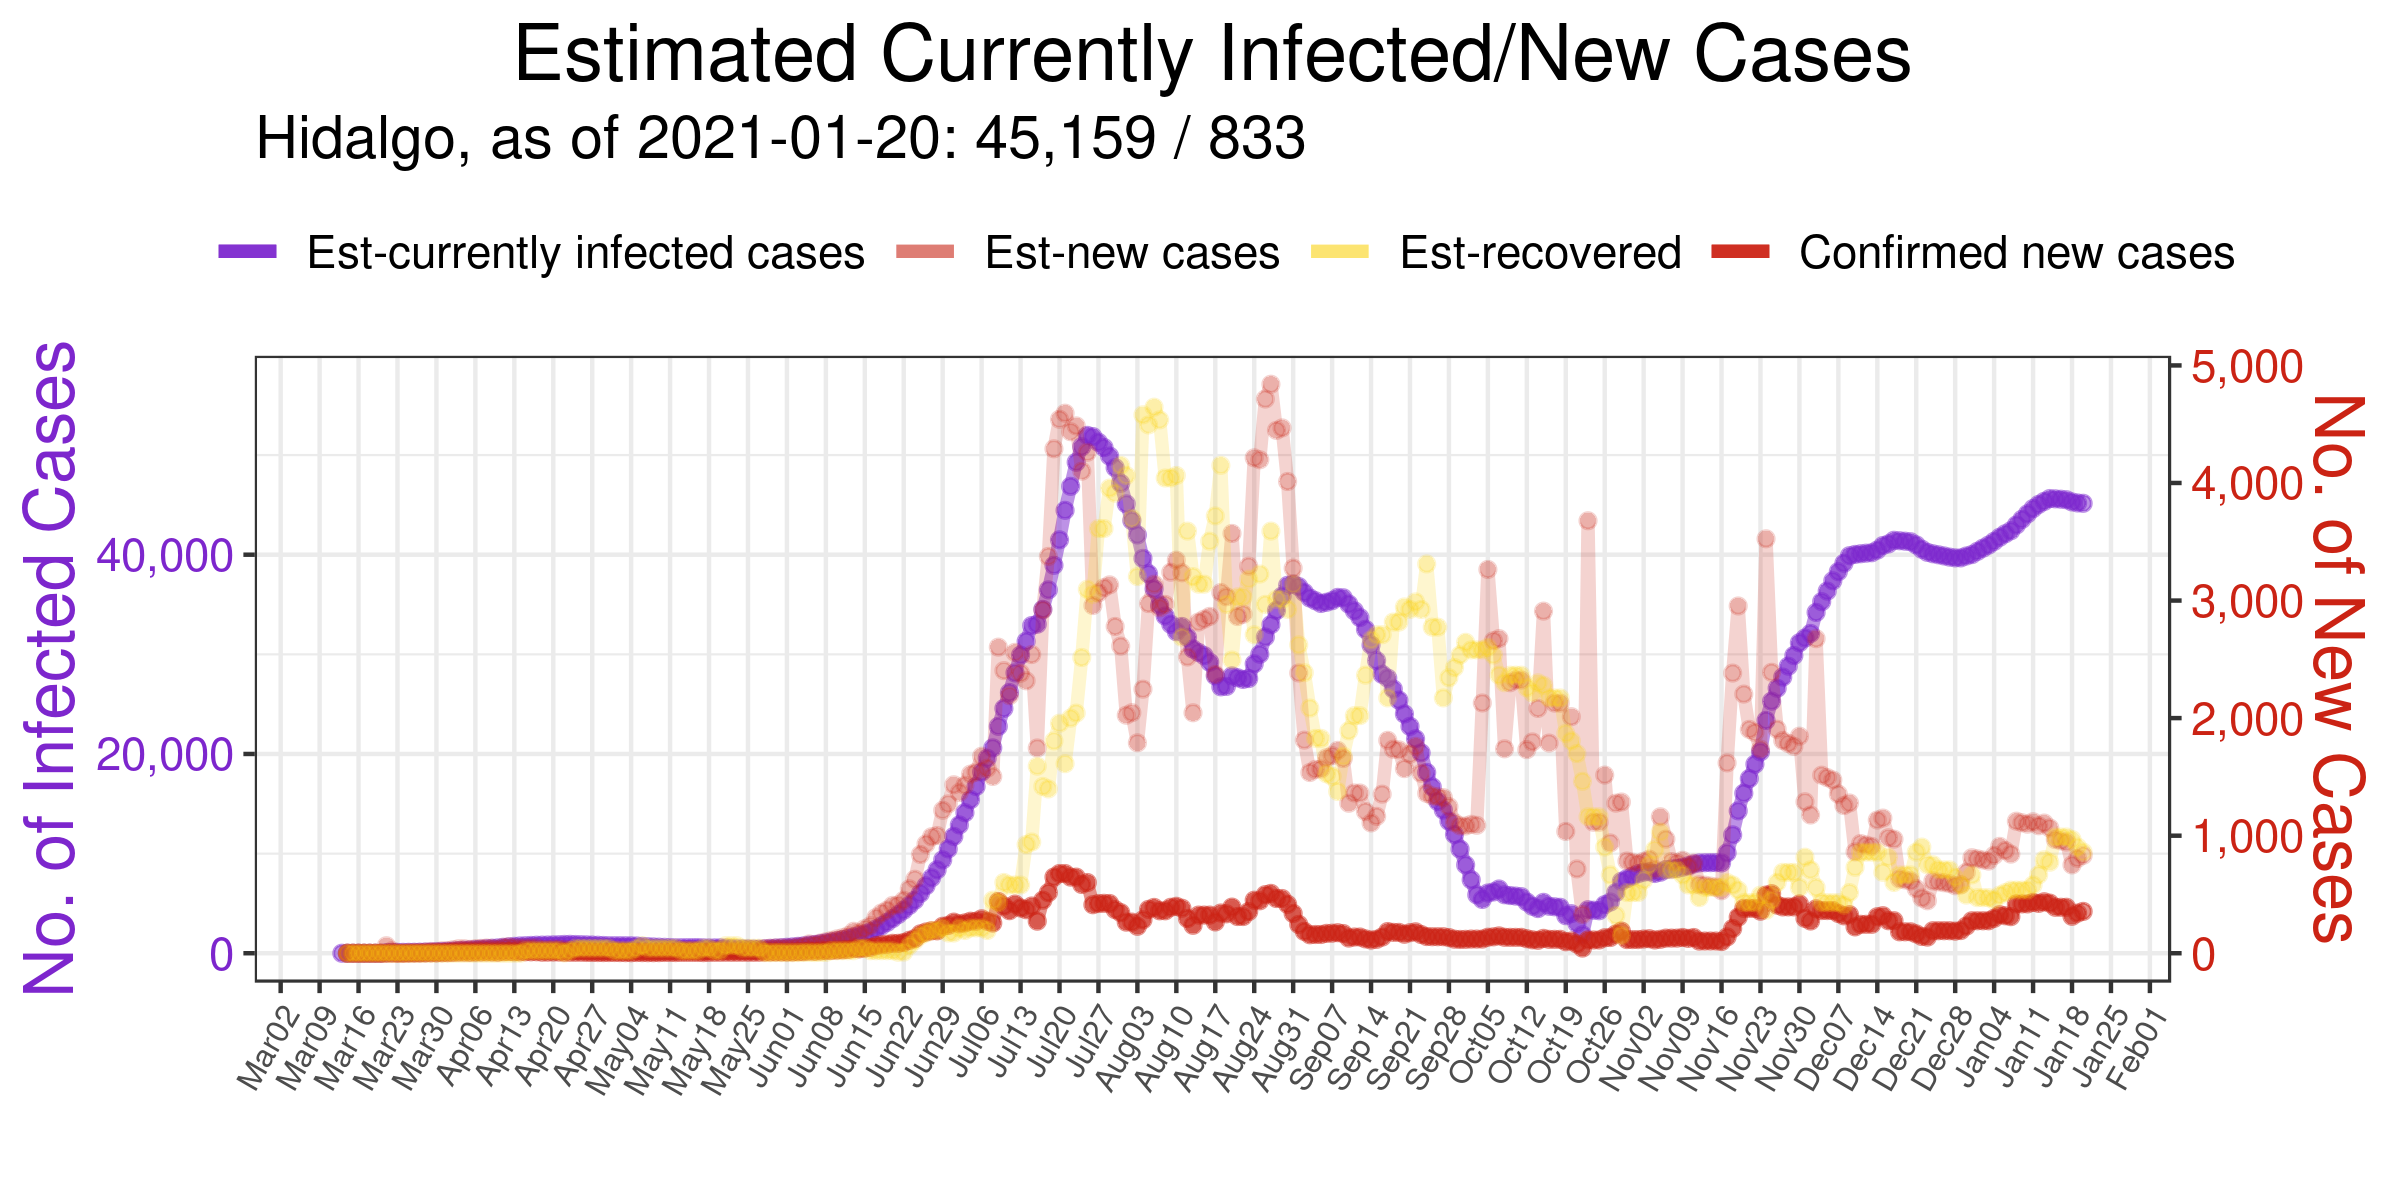 Estimated Currently Infected/New Cases
Hidalgo, as of 2021-01-20: 45,159 / 833
Est-currently infected cases Est-new cases Est-recovered Confirmed new cases
No. of Infected Cases
40,000
20,000
0
5,000
4,000
3,000
2,000
1,000
0
No. of New Cases
Mar02 Mar09 Mar16 Mar23 Mar30 Apr06 Apr13 Apr20 Apr27 May04 May11 May18 May25 Jun01 Jun08 Jun15 Jun22 Jun29 Jul06 Jul13 Jul20 Jul27 Aug03 Aug10 Aug17 Aug24 Aug31 Sep07 Sep14 Sep21 Sep28 Oct05 Oct12 Oct19 Oct26 Nov02 Nov09 Nov16 Nov23 Nov30 Dec07 Dec14 Dec21 Dec28 Jan04 Jan11 Jan18 Jan25 Feb01